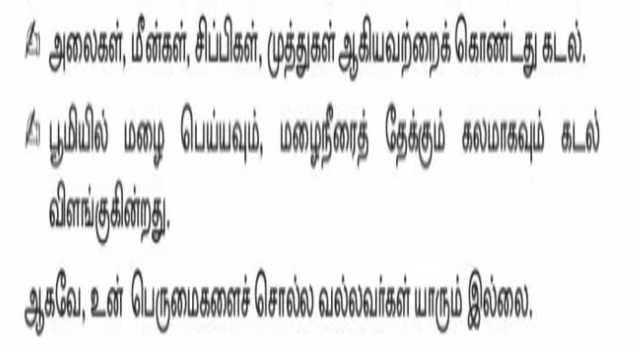 ✍ அலைகள், மீன்கள், சிப்பிகள், முத்துகள் ஆகியவற்றைக் கொண்டது கடல்.
✍ பூமியில் மழை பெய்யவும், மழைநீரைத் தேக்கும் கலமாகவும் கடல்
விளங்குகின்றது.
ஆகவே, உன் பெருமைகளைச் சொல்ல வல்லவர்கள் யாரும் இல்லை.